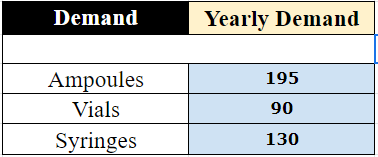 Demand Yearly Demand
Ampoules 195
Vials 90
Syringes 130